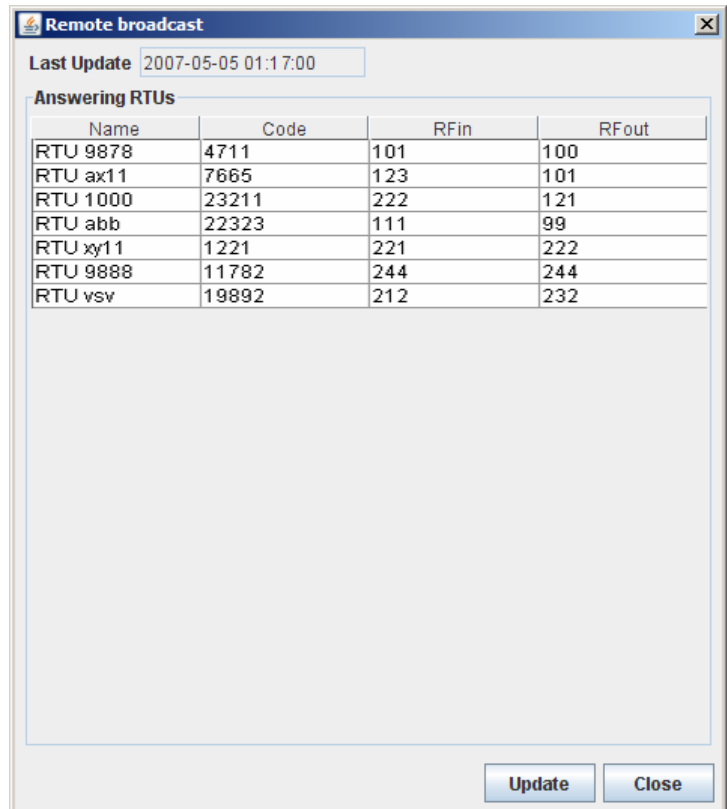 Remote broadcast
Last Update 2007-05-05 01:17:00
Answering RTUs
Name Code RFin RFout
RTU 9878 4711 101 100
RTU ax11 7665 123 101
RTU 1000 23211 222 121
RTU abb 22323 111 99
RTU xy11 1221 221 222
RTU 9888 11782 244 244
RTU vsv 19892 212 232
Update Close